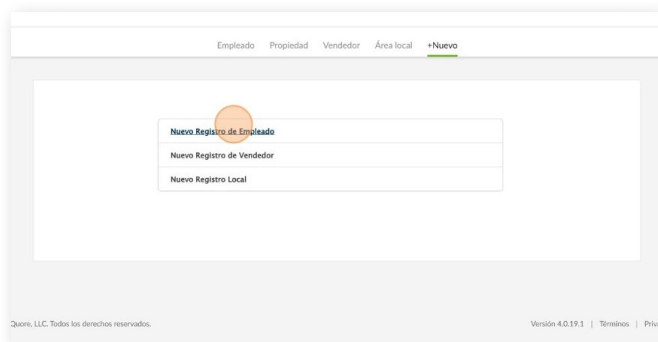 Empleado Propiedad Vendedor Área local +Nuevo
Nuevo Registro de Empleado
Nuevo Registro de Vendedor
Nuevo Registro Local
Quore, LLC. Todos los derechos reservados. Versión 4.0.19.1 | Términos | Priva